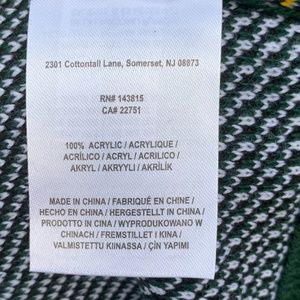 2301 Cottontail Lane, Somerset, NJ 08873
RN# 143815
CA# 22751
100% ACRYLIC / ACRYLIQUE /
ACRÍLICO / ACRYL / ACRILICO /
AKRYL / AKRYYLI / AKRİLİK
MADE IN CHINA / FABRIQUÉ EN CHINE /
HECHO EN CHINA / HERGESTELLT IN CHINA /
PRODOTTO IN CINA / WYPRODUKOWANO W
CHINACH / FREMSTILLET I KINA /
VALMISTETTU KIINASSA / ÇİN YAPIMI